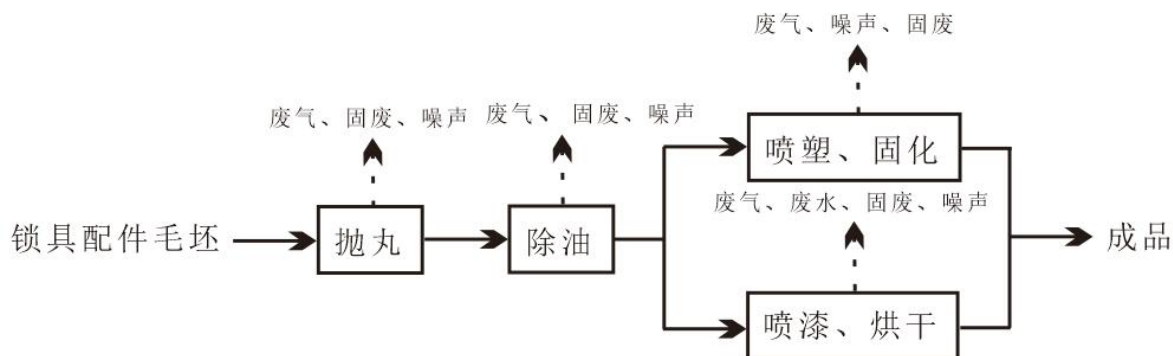 废气、噪声、固废
废气、固废、噪声
废气、固废、噪声
喷塑、固化
废气、废水、固废、噪声
锁具配件毛坯
抛丸
除油
成品
喷漆、烘干